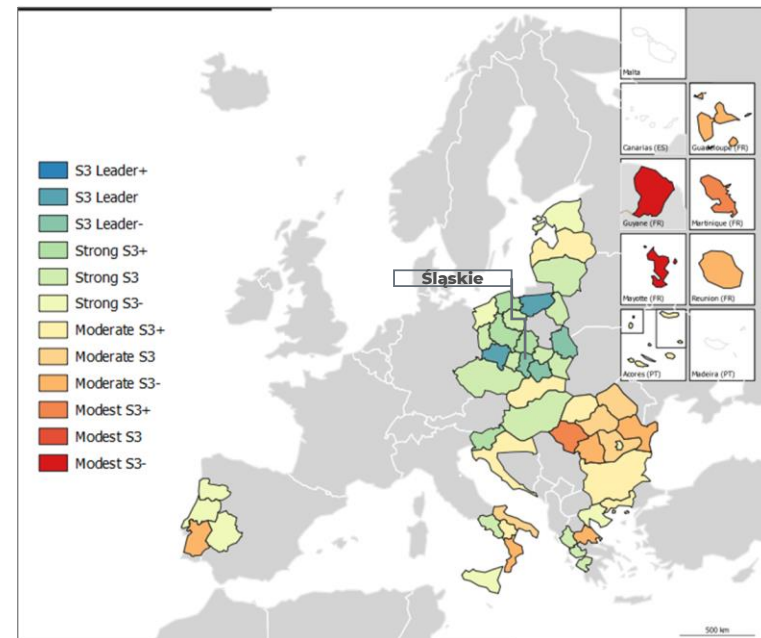 Malta
Canarias (ES)
Guadeloupe (FR)
Guyane (FR)
Martinique (FR)
Mayotte (FR)
Reunion (FR)
Acores (PT)
Madeira (PT)
S3 Leader+
S3 Leader
S3 Leader-
Strong S3+
Strong S3
Strong S3-
Moderate S3+
Moderate S3
Moderate S3-
Modest S3+
Modest S3
Modest S3-
Śląskie
500 km